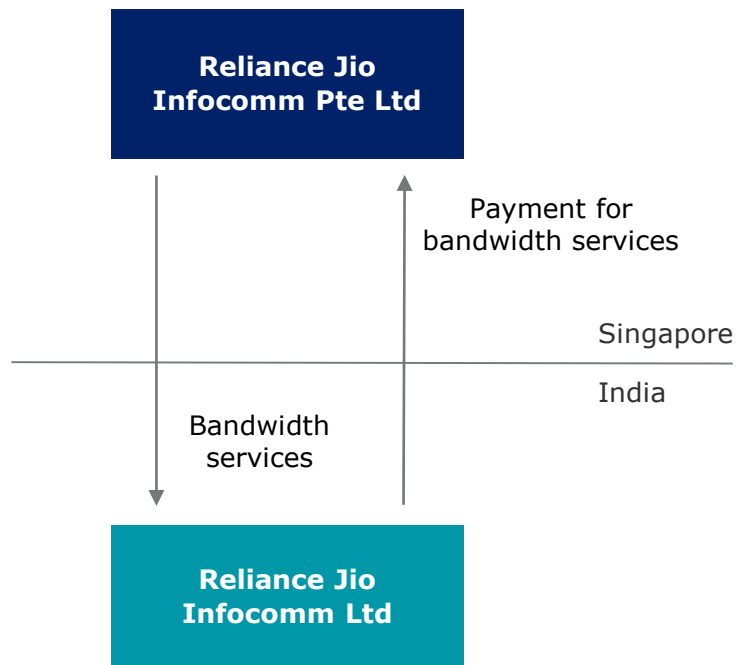 Reliance Jio
Infocomm Pte Ltd
Payment for
bandwidth services
Singapore
India
Bandwidth
services
Reliance Jio
Infocomm Ltd